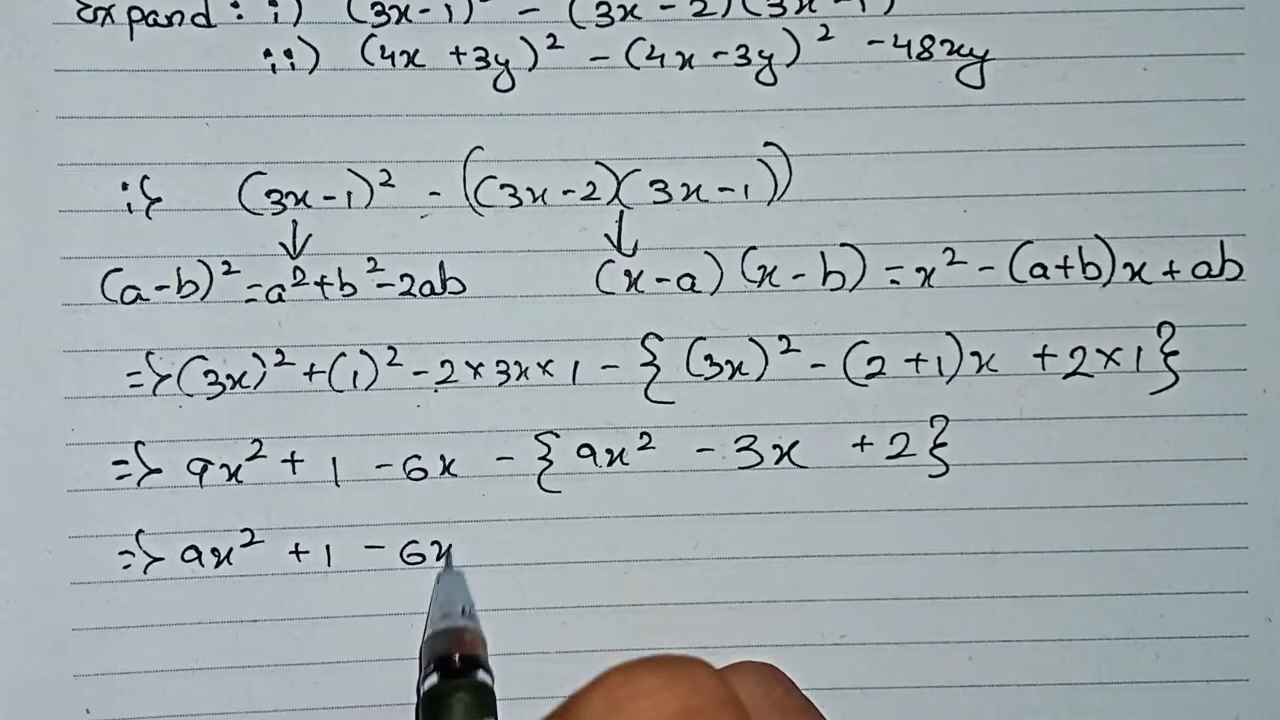 Expand : i) (3x-1)² - (3x-2)(3x-1)
ii) (4x +3y)² - (4x-3y)² -48xy
i} (3x-1)² - ((3x-2)(3x-1))
↓ ↓
(a-b)²=a²+b²-2ab (x-a)(x-b)=x²-(a+b)x+ab
=> (3x)²+(1)²-2×3x×1 - {(3x)² - (2+1)x +2×1}
=> 9x²+ 1 -6x - {9x² - 3x +2}
=> 9x² +1 -6x